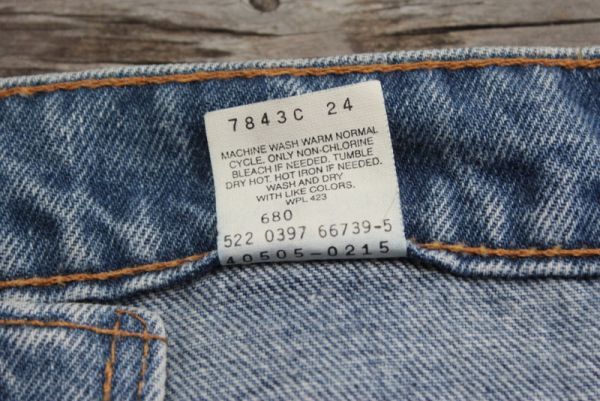 7843C 24
MACHINE WASH WARM NORMAL
CYCLE. ONLY NON-CHLORINE
BLEACH IF NEEDED. TUMBLE
DRY HOT. HOT IRON IF NEEDED.
WASH AND DRY
WITH LIKE COLORS.
WPL 423
680
522 0397 66739-5
40505-0215